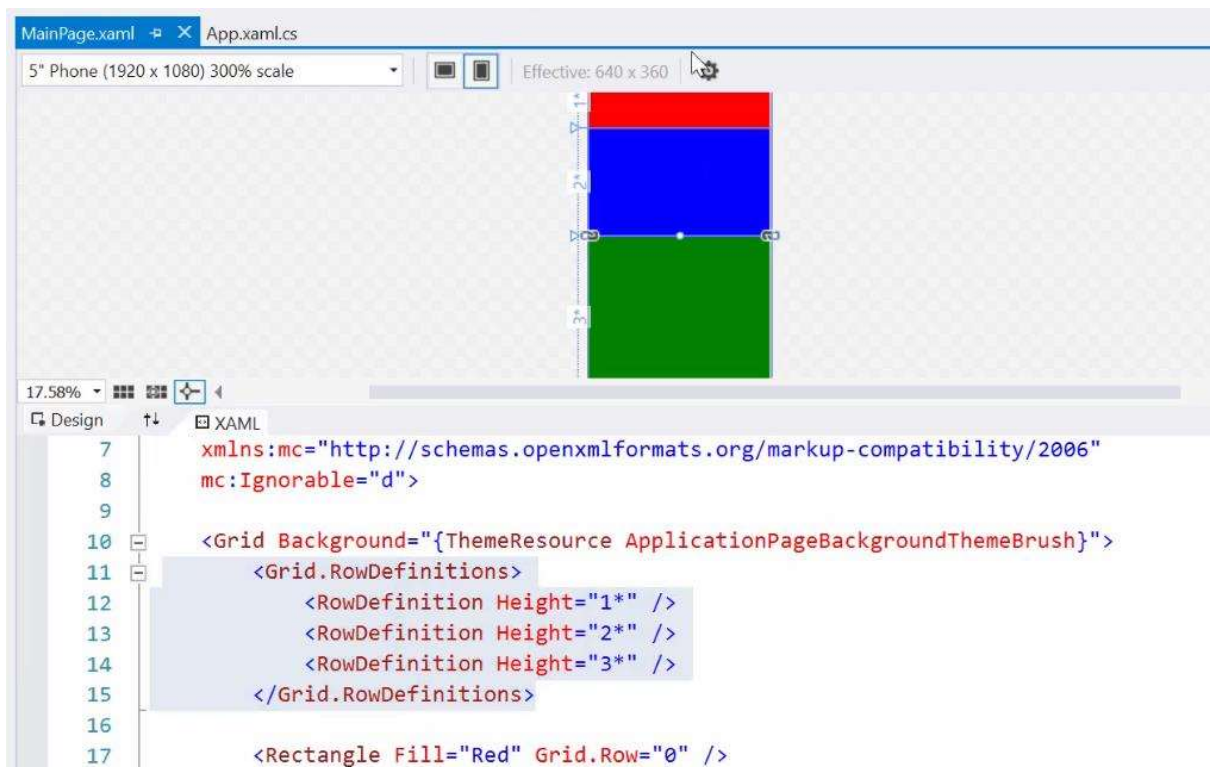 MainPage.xaml App.xaml.cs
5" Phone (1920 x 1080) 300% scale Effective: 640 x 360
1*
2*
3*
17.58%
Design XAML
7 xmlns:mc="http://schemas.openxmlformats.org/markup-compatibility/2006"
8 mc:Ignorable="d">
9
10 <Grid Background="{ThemeResource ApplicationPageBackgroundThemeBrush}">
11 <Grid.RowDefinitions>
12 <RowDefinition Height="1*" />
13 <RowDefinition Height="2*" />
14 <RowDefinition Height="3*" />
15 </Grid.RowDefinitions>
16
17 <Rectangle Fill="Red" Grid.Row="0" />